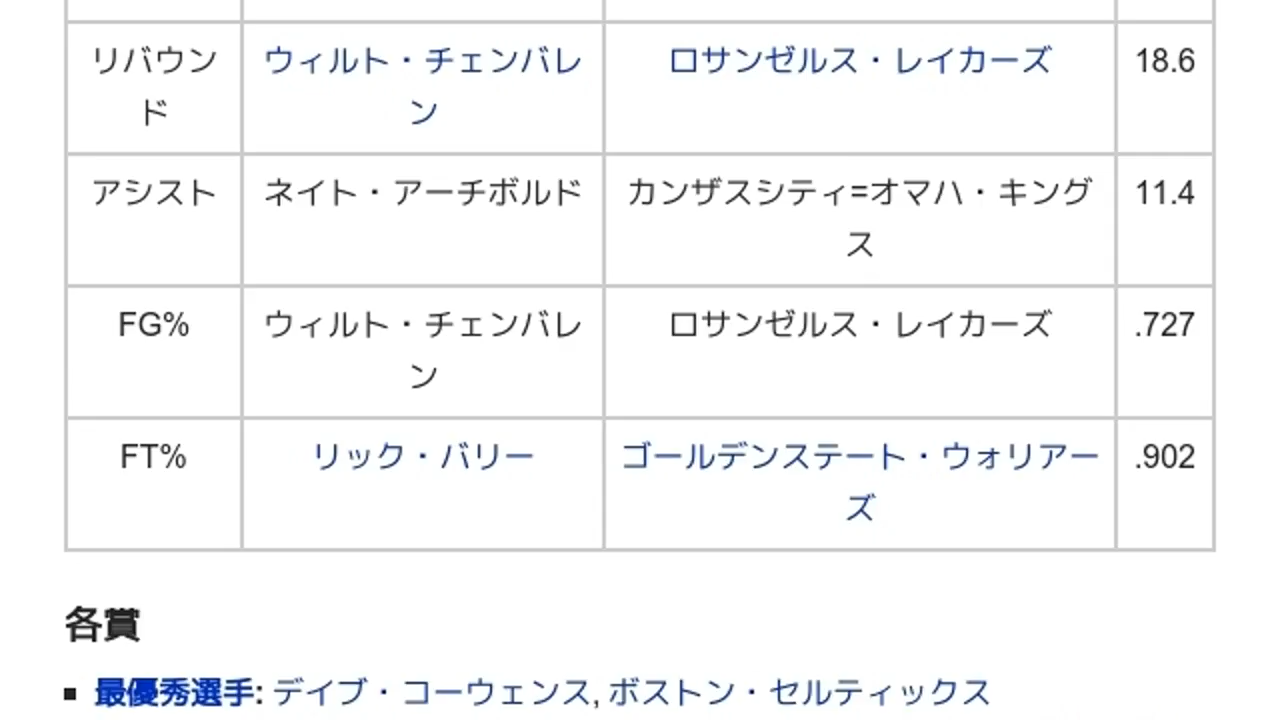 リバウン
ド
ウィルト・チェンバレ
ン
ロサンゼルス・レイカーズ
18.6
アシスト
ネイト・アーチボルド
カンザスシティ=オマハ・キング
ス
11.4
FG%
ウィルト・チェンバレ
ン
ロサンゼルス・レイカーズ
.727
FT%
リック・バリー
ゴールデンステート・ウォリアー
ズ
.902
各賞
最優秀選手: デイブ・コーウェンス, ボストン・セルティックス